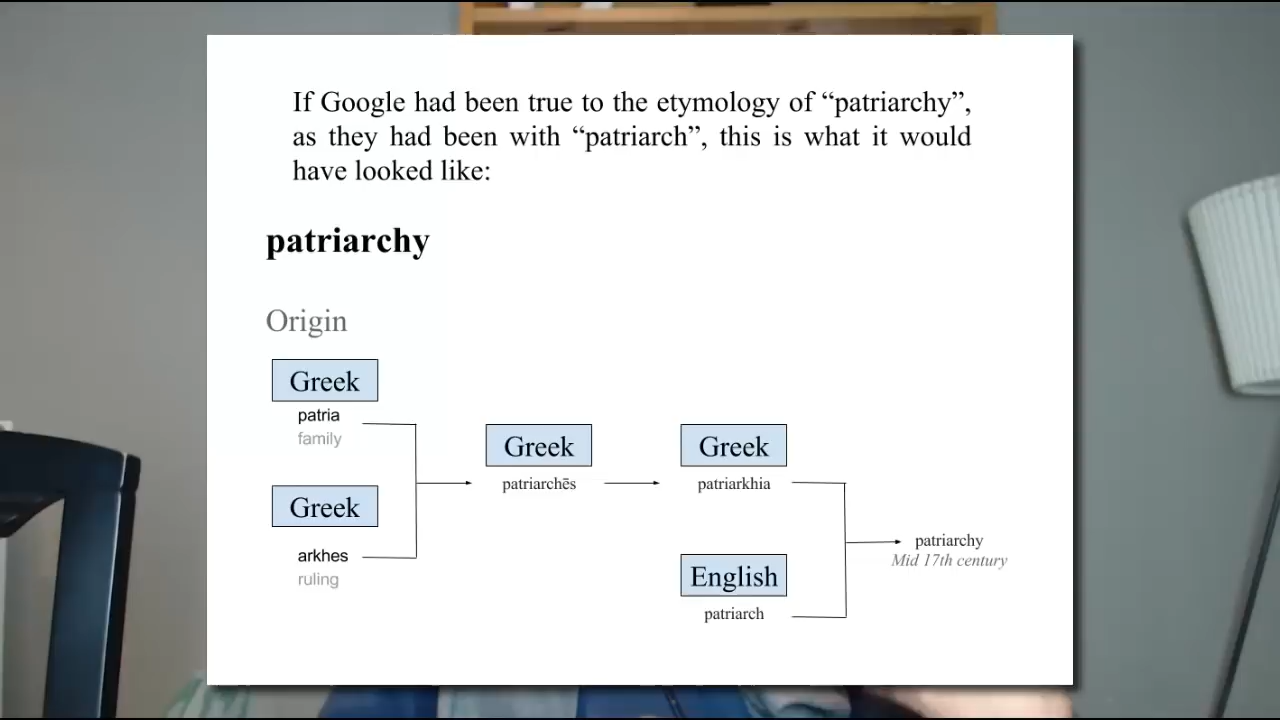 If Google had been true to the etymology of “patriarchy”,
as they had been with “patriarch”, this is what it would
have looked like:
patriarchy
Origin
Greek
patria
family
Greek
arkhes
ruling
Greek
patriarchēs
Greek
patriarkhia
English
patriarch
patriarchy
Mid 17th century